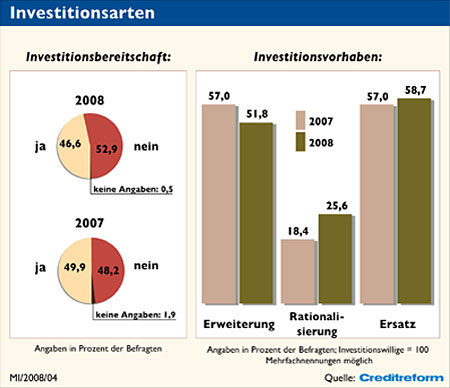 Investitionsarten
Investitionsbereitschaft:
2008
ja
46,6
52,9
nein
keine Angaben: 0,5
2007
ja
49,9
48,2
nein
keine Angaben: 1,9
Angaben in Prozent der Befragten
Investitionsvorhaben:
57,0
51,8
2007
2008
18,4
25,6
57,0
58,7
Erweiterung
Rationali-
sierung
Ersatz
Angaben in Prozent der Befragten; Investitionswillige = 100
Mehrfachnennungen möglich
MI/2008/04
Quelle: Creditreform